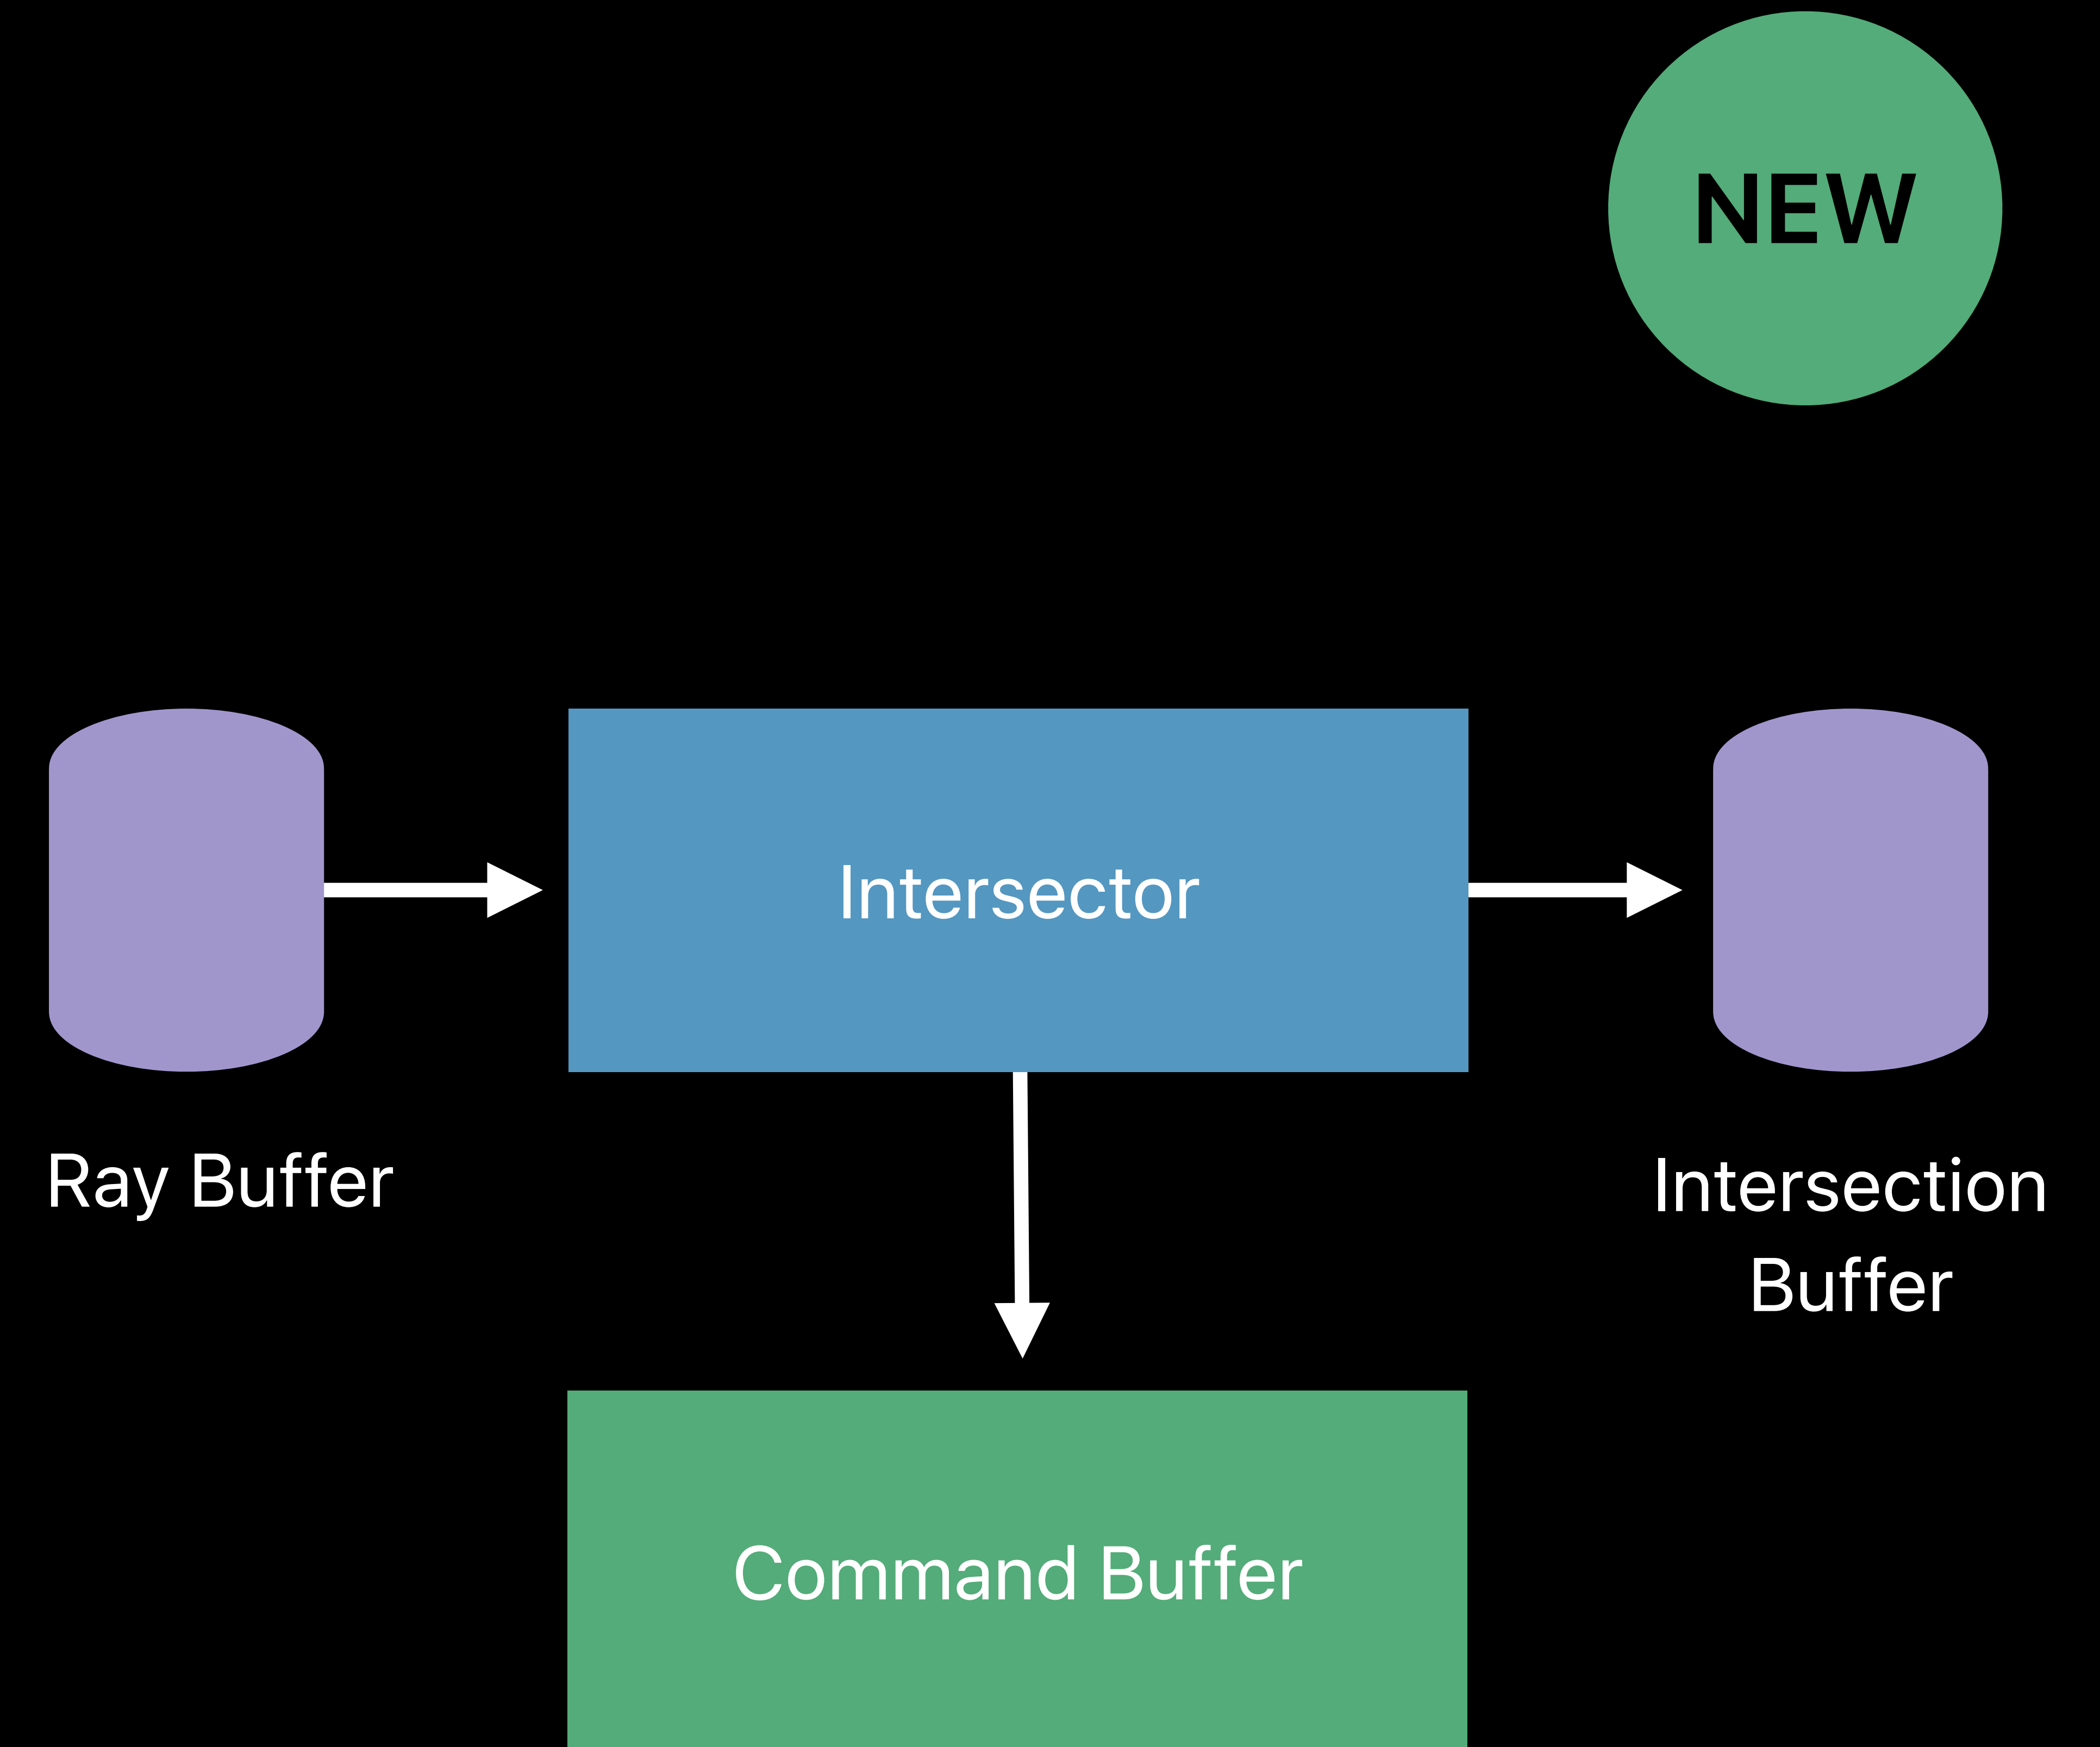 NEW
Intersector
Ray Buffer
Intersection
Buffer
Command Buffer